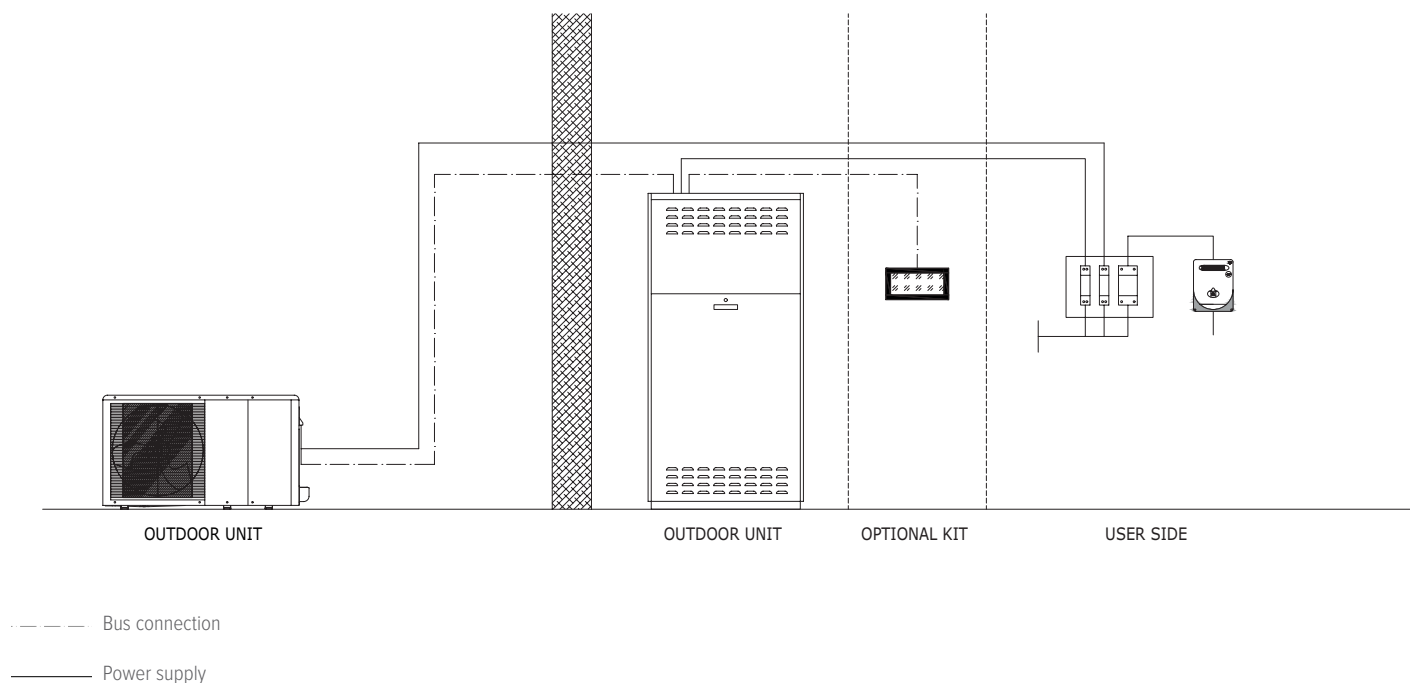 OUTDOOR UNIT
OUTDOOR UNIT
OPTIONAL KIT
USER SIDE
Bus connection
Power supply